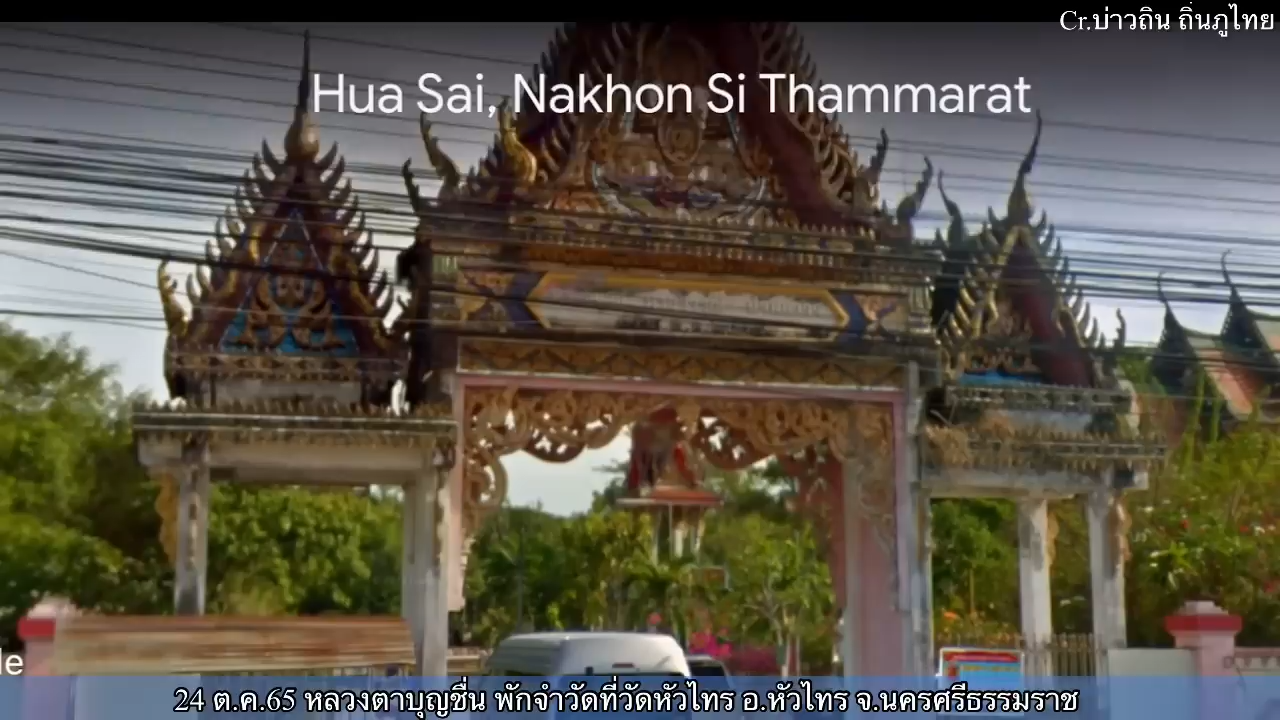 Cr.บ่าวถิน ถิ่นภูไทย
Hua Sai, Nakhon Si Thammarat
le
24 ต.ค.65 หลวงตาบุญชื่น พักจำวัดที่วัดหัวไทร อ.หัวไทร จ.นครศรีธรรมราช